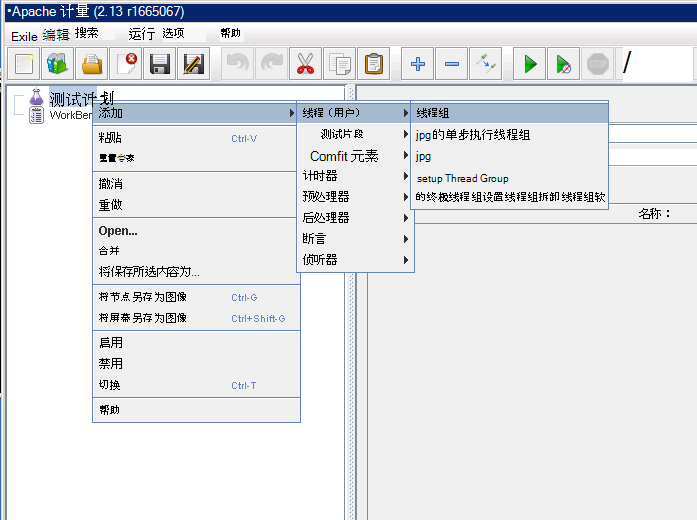 Apache 计量 (2.13 r1665067)
Exile 编辑 搜索 运行 选项 帮助
STOP /
测试计划
WorkBen
添加
粘贴 Ctrl-V
重置专家
撤消
重做
Open...
合并
将保存所选内容为...
将节点另存为图像 Ctrl-G
将屏幕另存为图像 Ctrl+Shift-G
启用
禁用
切换 Ctrl-T
帮助
线程（用户）
测试片段
Comfit 元素
计时器
预处理器
后处理器
断言
侦听器
线程组
jpg的单步执行线程组
jpg
setup Thread Group
的终极线程组设置线程组拆卸线程组软
名称：